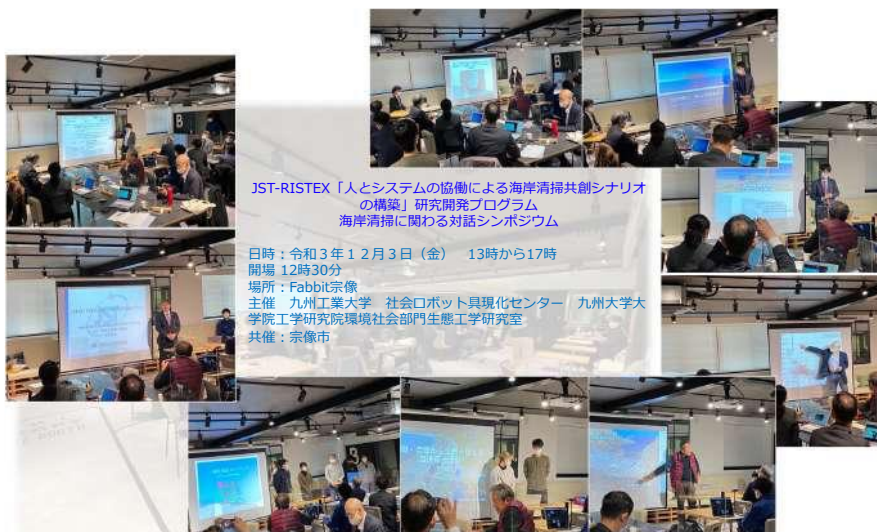 JST-RISTEX「人とシステムの協働による海岸清掃共創シナリオ
の構築」研究開発プログラム
海岸清掃に関わる対話シンポジウム
日時：令和３年１２月３日（金）　13時から17時
開場 12時30分
場所：Fabbit宗像
主催　九州工業大学　社会ロボット具現化センター　九州大学大
学院工学研究院環境社会部門生態工学研究室
共催：宗像市
B